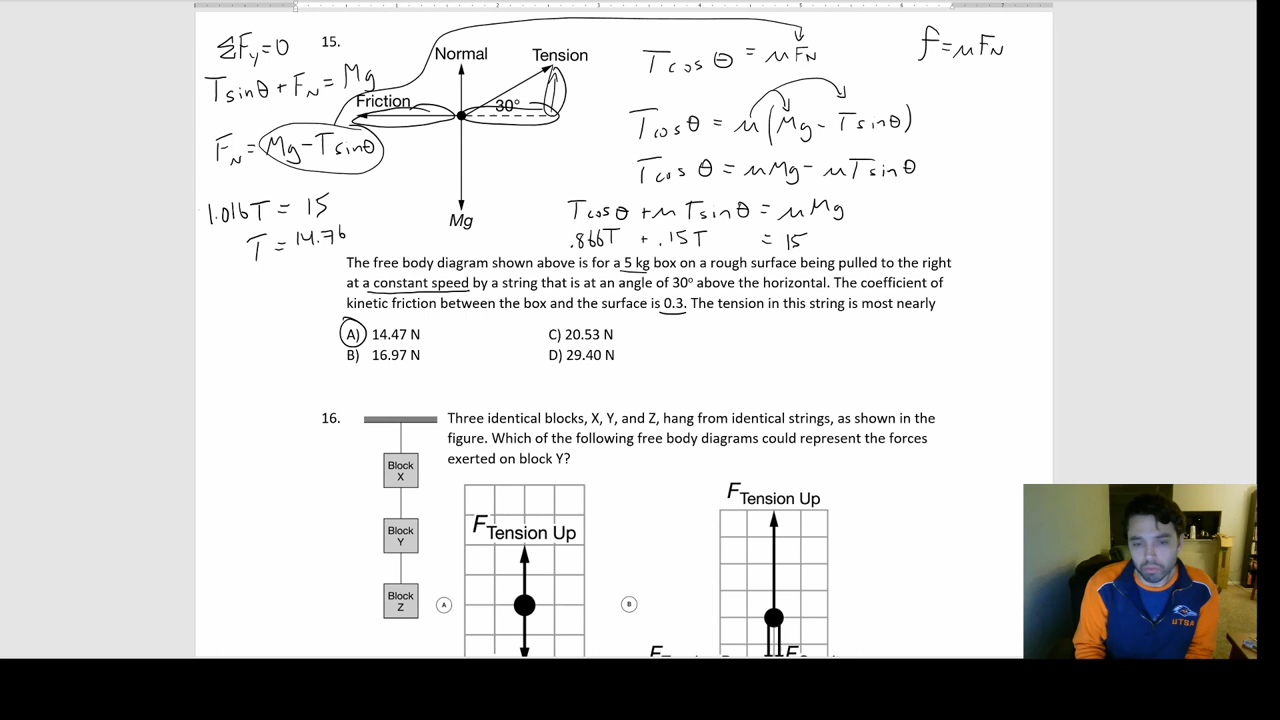 ΣFy=0
15.
Normal
Tension
Tcosθ = μFN
f=μFN
Tsinθ + FN = Mg
Friction
30°
Tcosθ = μ(Mg - Tsinθ)
FN = Mg-Tsinθ
Tcosθ = μMg - μTsinθ
1.016T = 15
Tcosθ + μTsinθ = μMg
T = 14.76
Mg
.866T + .15T = 15
The free body diagram shown above is for a 5 kg box on a rough surface being pulled to the right
at a constant speed by a string that is at an angle of 30° above the horizontal. The coefficient of
kinetic friction between the box and the surface is 0.3. The tension in this string is most nearly
A) 14.47 N
C) 20.53 N
B) 16.97 N
D) 29.40 N
16.
Three identical blocks, X, Y, and Z, hang from identical strings, as shown in the
figure. Which of the following free body diagrams could represent the forces
exerted on block Y?
Block
X
Block
Y
Block
Z
F Tension Up
A
F Tension Up
B
UTSA